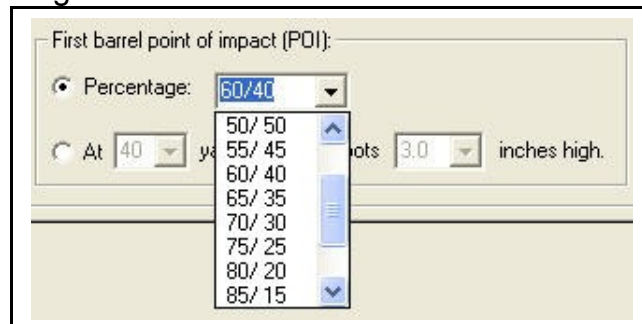 First barrel point of impact (POI):
Percentage: 60/40
50/ 50
At 40 ots 3.0 inches high.
55/ 45
60/ 40
65/ 35
70/ 30
75/ 25
80/ 20
85/ 15